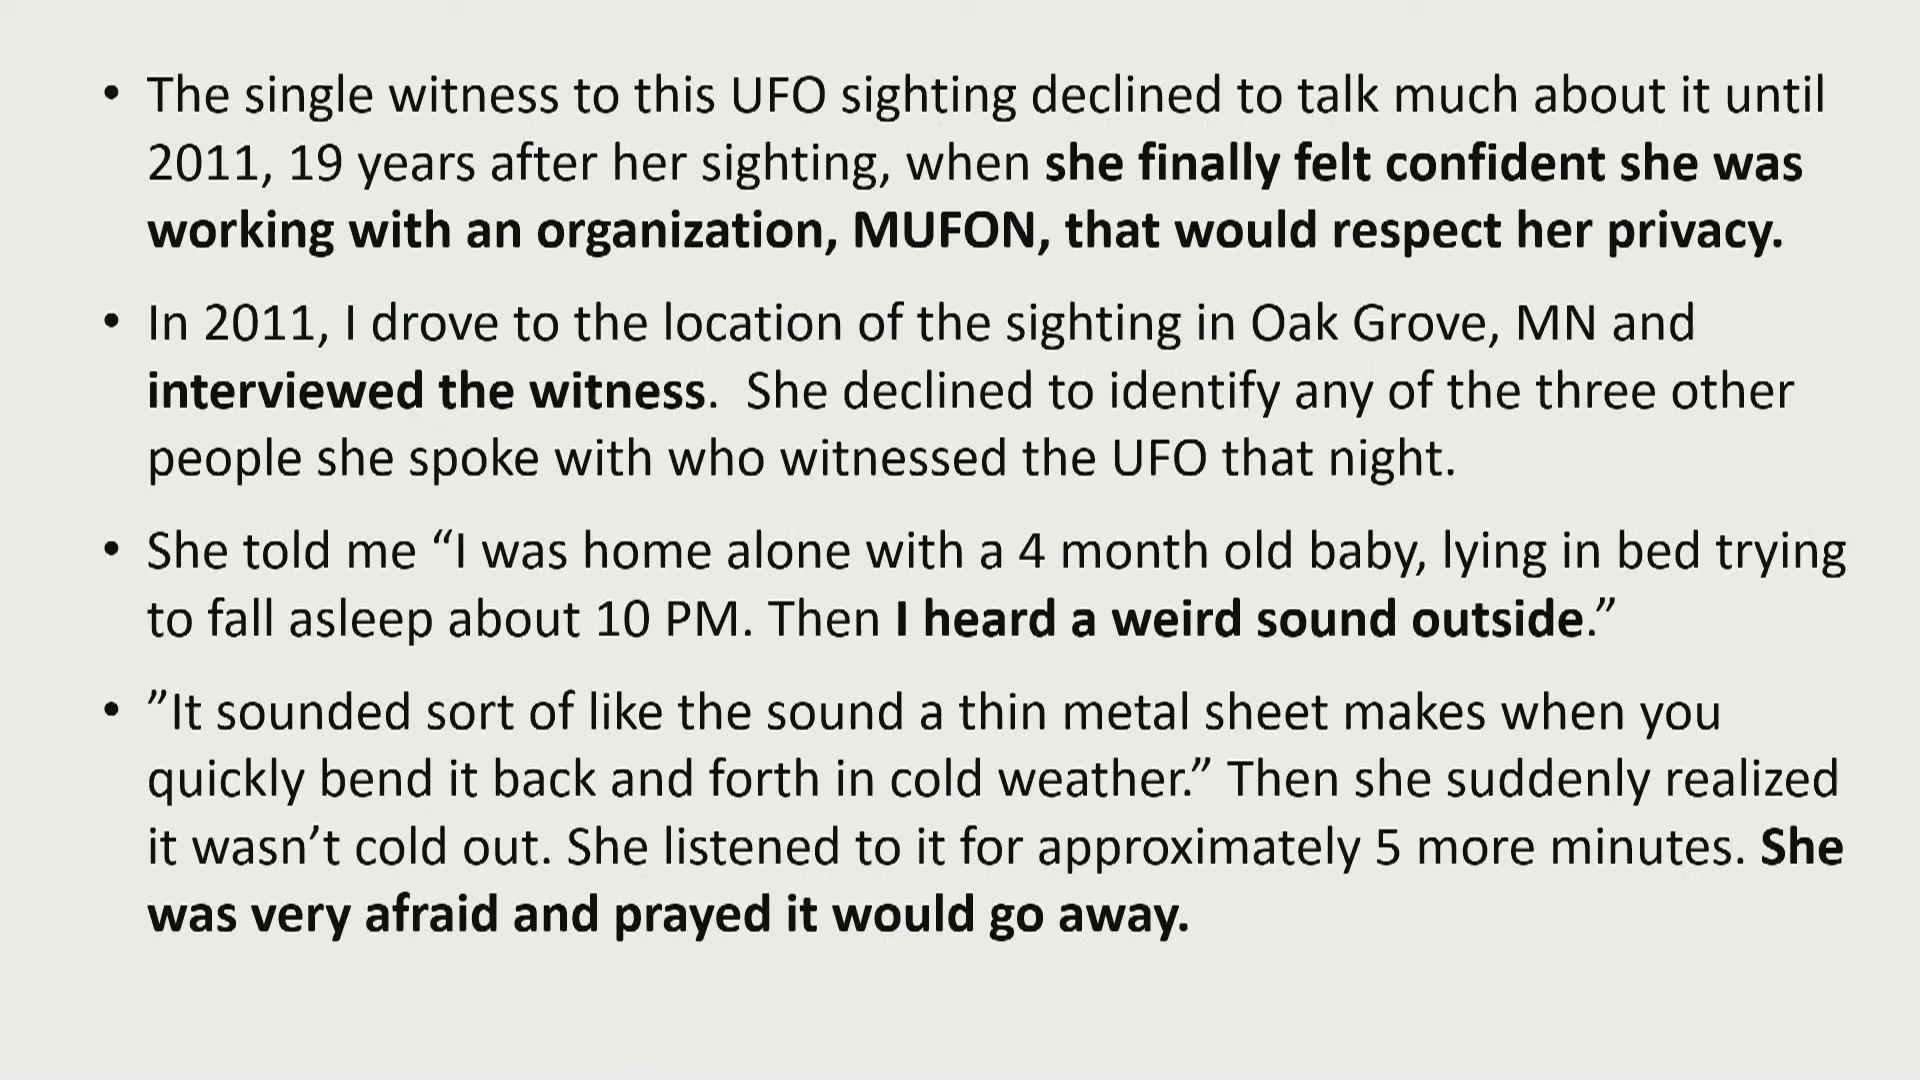 • The single witness to this UFO sighting declined to talk much about it until
2011, 19 years after her sighting, when she finally felt confident she was
working with an organization, MUFON, that would respect her privacy.
• In 2011, I drove to the location of the sighting in Oak Grove, MN and
interviewed the witness.  She declined to identify any of the three other
people she spoke with who witnessed the UFO that night.
• She told me “I was home alone with a 4 month old baby, lying in bed trying
to fall asleep about 10 PM. Then I heard a weird sound outside.”
• ”It sounded sort of like the sound a thin metal sheet makes when you
quickly bend it back and forth in cold weather.” Then she suddenly realized
it wasn’t cold out. She listened to it for approximately 5 more minutes. She
was very afraid and prayed it would go away.